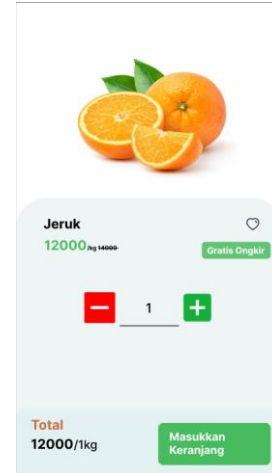 Jeruk
12000 /kg 14000
Gratis Ongkir
1
Total
12000/1kg
Masukkan
Keranjang